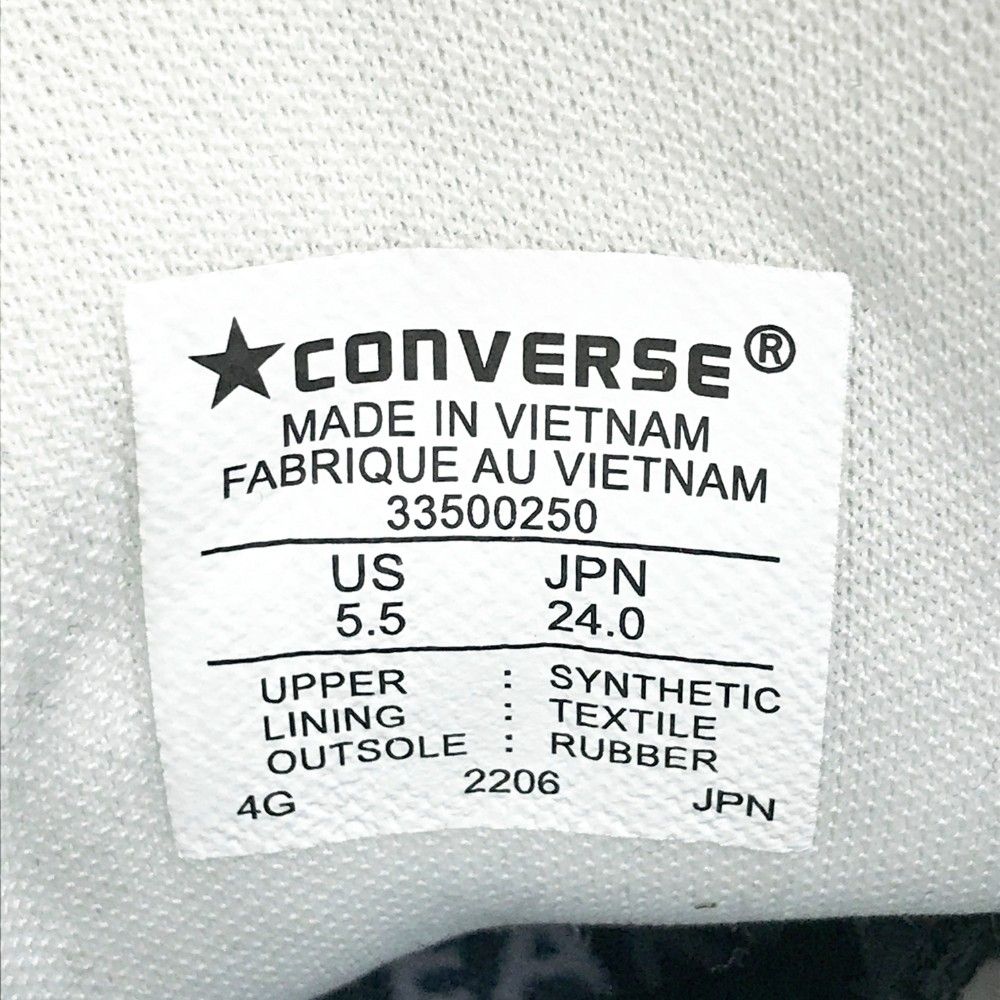 ★CONVERSE®
MADE IN VIETNAM
FABRIQUE AU VIETNAM
33500250
US JPN
5.5 24.0
UPPER : SYNTHETIC
LINING : TEXTILE
OUTSOLE : RUBBER
4G 2206 JPN